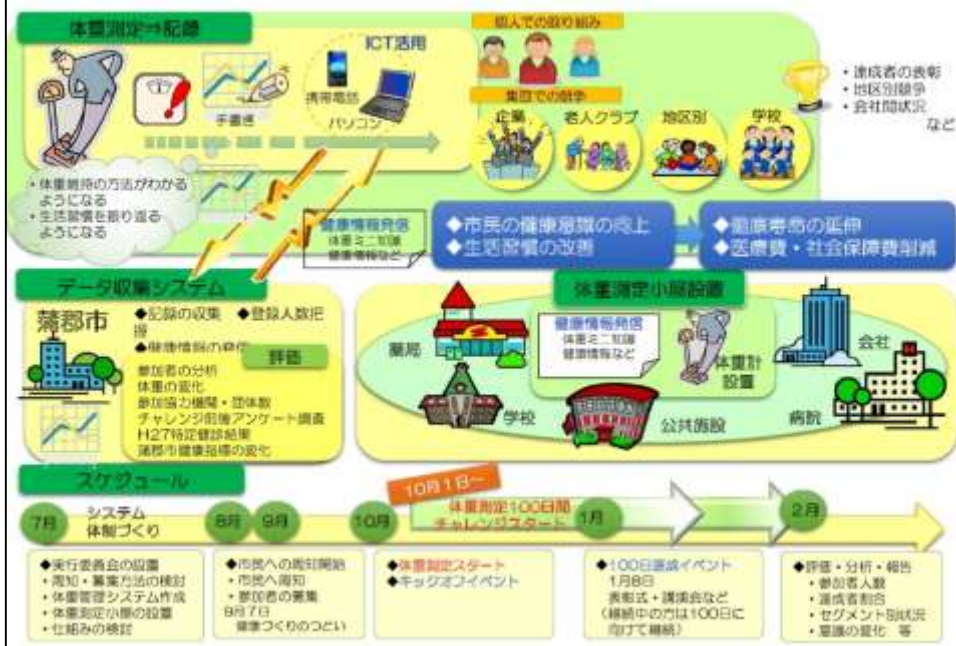 体重測定⇒記録
ICT活用
携帯電話
パソコン
手書き
個人での取り組み
集団での競争
企業
老人クラブ
地区別
学校
・達成者の表彰
・地区別競争
・会社間状況
など
・体重維持の方法がわかる
ようになる
・生活習慣を振り返る
ようになる
健康情報発信
体重ミニ知識
健康情報など
◆市民の健康意識の向上
◆生活習慣の改善
◆健康寿命の延伸
◆医療費・社会保障費削減
データ収集システム
蒲郡市
◆記録の収集 ◆登録人数把
握
◆健康情報の発信
評価
参加者の分析
体重の変化
参加協力機関・団体数
チャレンジ前後アンケート調査
H27特定健診結果
蒲郡市健康指標の変化
体重測定小屋設置
薬局
健康情報発信
体重ミニ知識
健康情報など
体重計
設置
会社
学校
公共施設
病院
スケジュール
10月1日~
7月
システム
体制づくり
8月
9月
10月
体重測定100日間
チャレンジスタート
1月
2月
◆実行委員会の設置
・周知・募集方法の検討
・体重管理システム作成
・体重測定小屋の設置
・仕組みの検討
◆市民への周知開始
・市民へ周知
・参加者の募集
9月7日
健康づくりのつどい
◆体重測定スタート
◆キックオフイベント
◆100日達成イベント
1月8日
表彰式・講演会など
(継続中の方は100日に
向けて継続)
◆評価・分析・報告
・参加者人数
・達成者割合
・セグメント別状況
・意識の変化 等